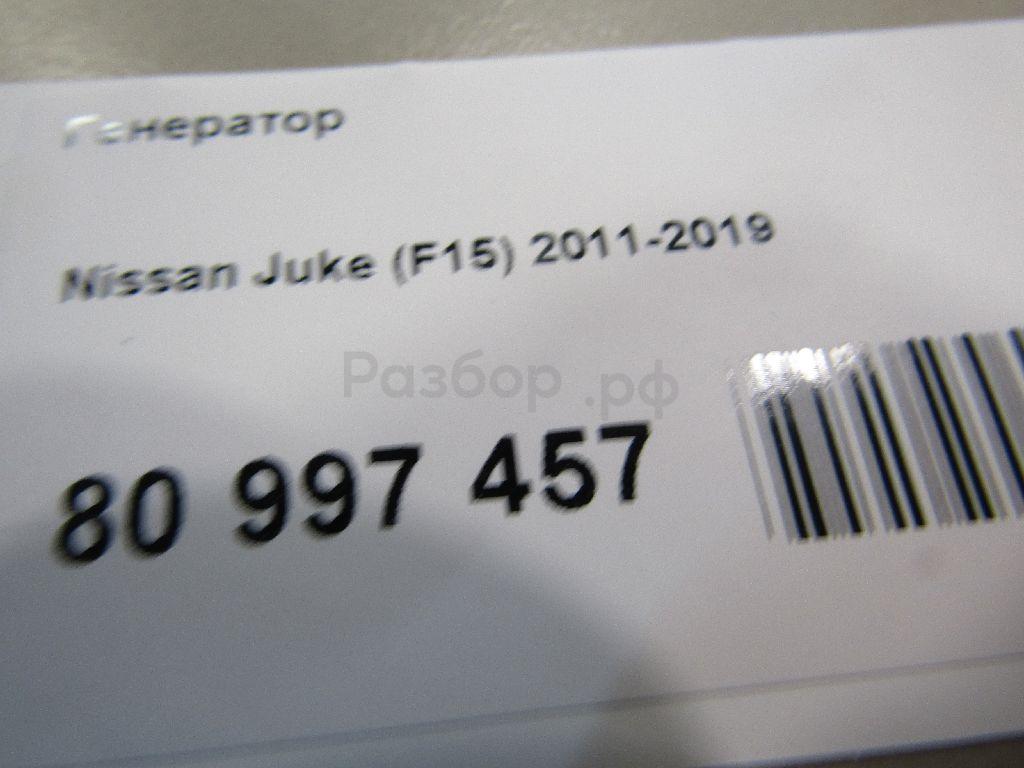 Генератор
Nissan Juke (F15) 2011-2019
Разбор.рф
80 997 457